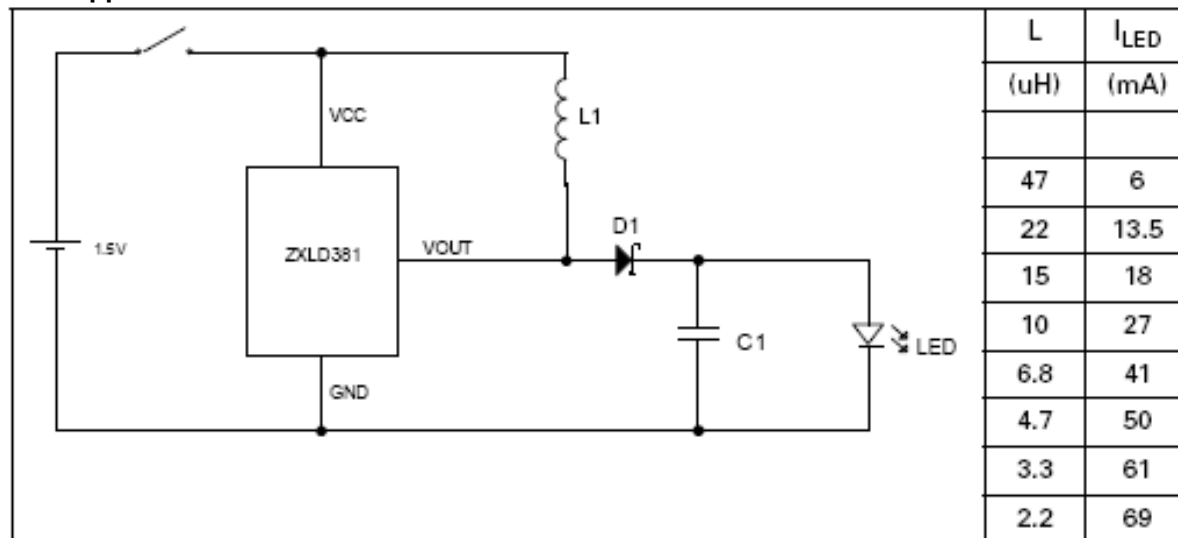 VCC
L1
1.5V
ZXLD381
VOUT
D1
C1
LED
GND
L I_LED
(uH) (mA)
47 6
22 13.5
15 18
10 27
6.8 41
4.7 50
3.3 61
2.2 69